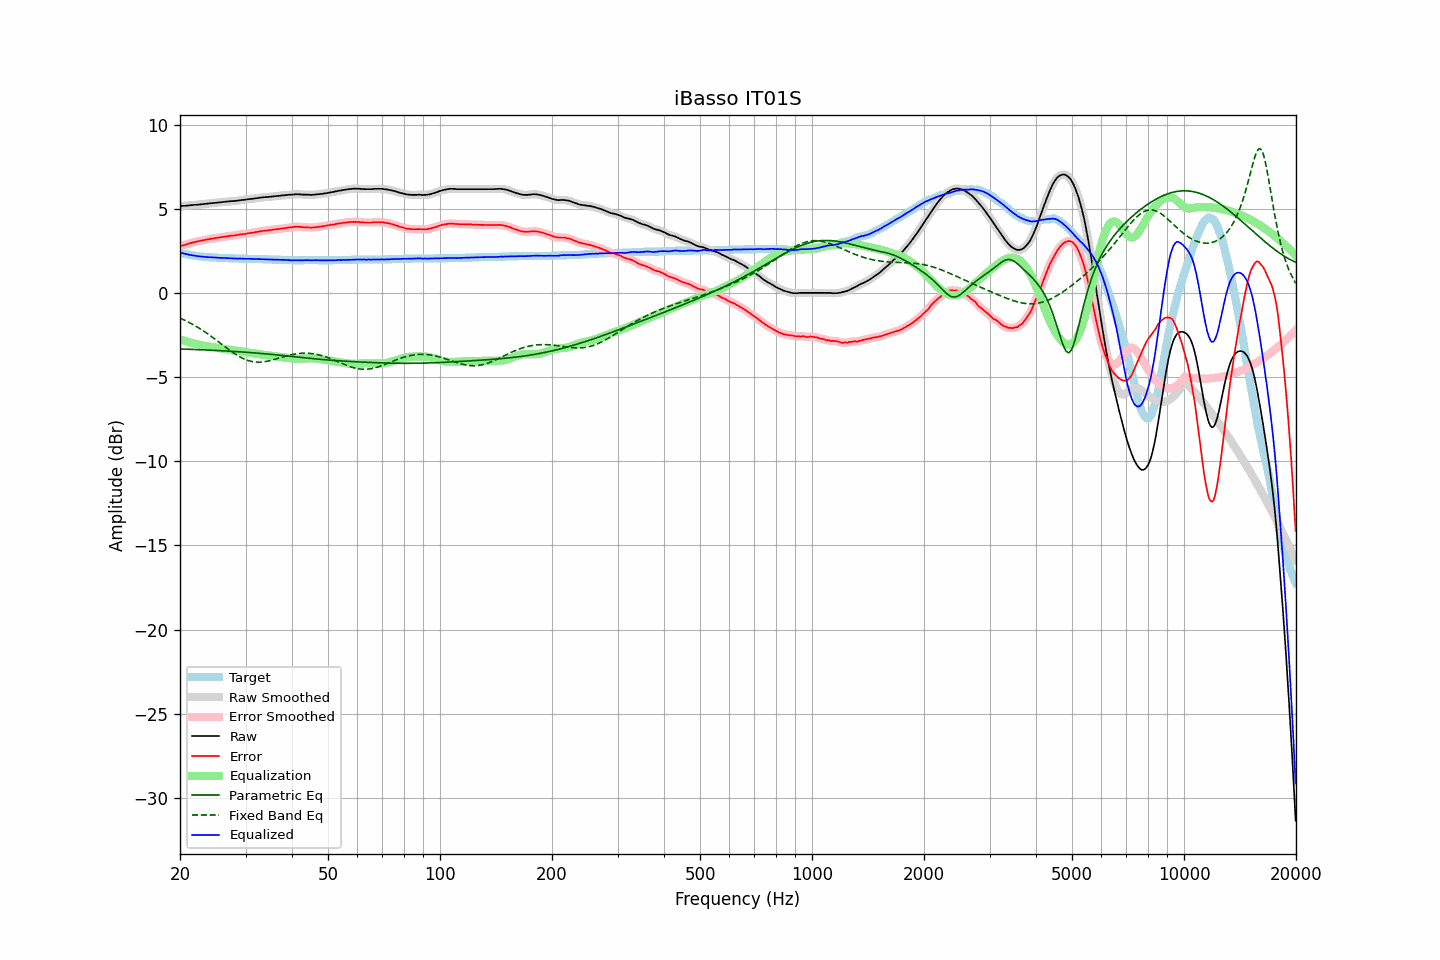 iBasso IT01S
10
5
0
−5
−10
−15
−20
−25
−30
Amplitude (dBr)
Target
Raw Smoothed
Error Smoothed
Raw
Error
Equalization
Parametric Eq
Fixed Band Eq
Equalized
20 50 100 200 500 1000 2000 5000 10000 20000
Frequency (Hz)